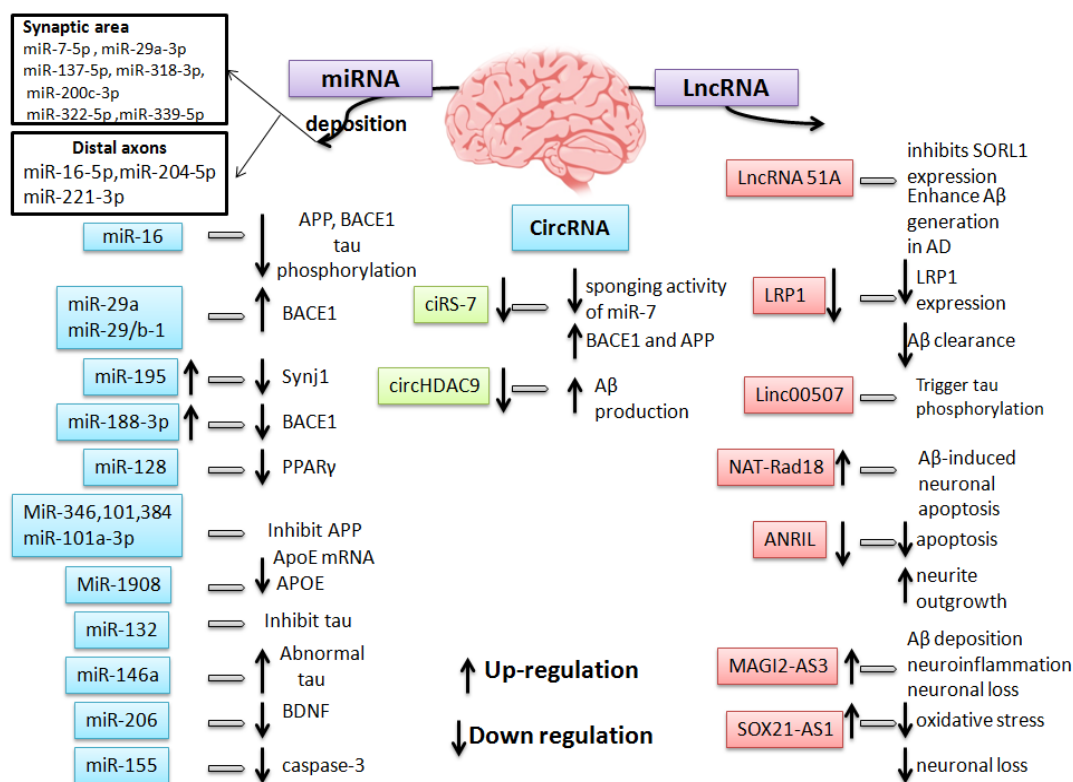 Synaptic area
miR-7-5p , miR-29a-3p
miR-137-5p, miR-318-3p,
miR-200c-3p
miR-322-5p ,miR-339-5p
Distal axons
miR-16-5p,miR-204-5p
miR-221-3p
miRNA
deposition
LncRNA
CircRNA
miR-16
APP, BACE1
tau
phosphorylation
miR-29a
miR-29/b-1
BACE1
miR-195
Synj1
miR-188-3p
BACE1
miR-128
PPARγ
Mir-346,101,384
miR-101a-3p
Inhibit APP
ApoE mRNA
MiR-1908
APOE
miR-132
Inhibit tau
miR-146a
Abnormal
tau
miR-206
BDNF
miR-155
caspase-3
ciRS-7
sponging activity
of miR-7
BACE1 and APP
circHDAC9
Aβ
production
Up-regulation
Down regulation
LncRNA 51A
inhibits SORL1
expression
Enhance Aβ
generation
in AD
LRP1
LRP1
expression
Aβ clearance
Linc00507
Trigger tau
phosphorylation
NAT-Rad18
Aβ-induced
neuronal
apoptosis
ANRIL
apoptosis
neurite
outgrowth
MAGI2-AS3
Aβ deposition
neuroinflammation
neuronal loss
SOX21-AS1
oxidative stress
neuronal loss